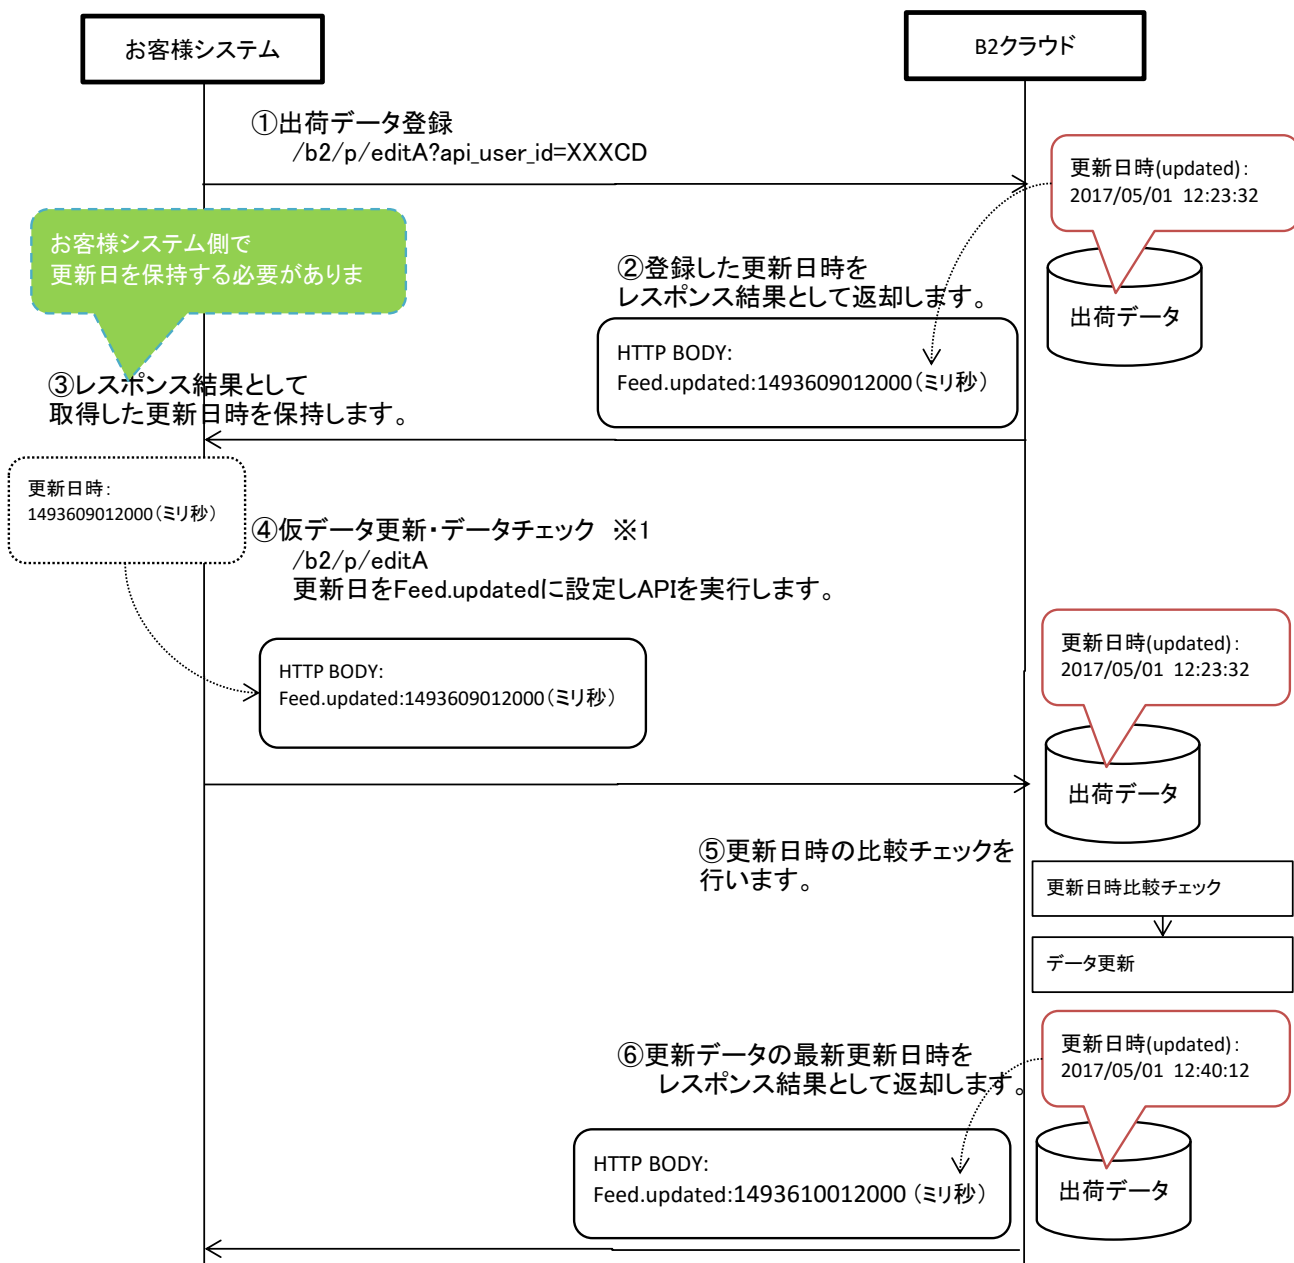 お客様システム
B2クラウド
①出荷データ登録
/b2/p/editA?api_user_id=XXXCD
更新日時(updated):
2017/05/01 12:23:32
お客様システム側で
更新日を保持する必要がありま
②登録した更新日時を
レスポンス結果として返却します。
出荷データ
HTTP BODY:
Feed.updated:1493609012000(ミリ秒)
③レスポンス結果として
取得した更新日時を保持します。
更新日時:
1493609012000(ミリ秒)
④仮データ更新・データチェック ※1
/b2/p/editA
更新日をFeed.updatedに設定しAPIを実行します。
更新日時(updated):
2017/05/01 12:23:32
HTTP BODY:
Feed.updated:1493609012000(ミリ秒)
出荷データ
⑤更新日時の比較チェックを
行います。
更新日時比較チェック
データ更新
⑥更新データの最新更新日時を
レスポンス結果として返却します。
更新日時(updated):
2017/05/01 12:40:12
HTTP BODY:
Feed.updated:1493610012000(ミリ秒)
出荷データ